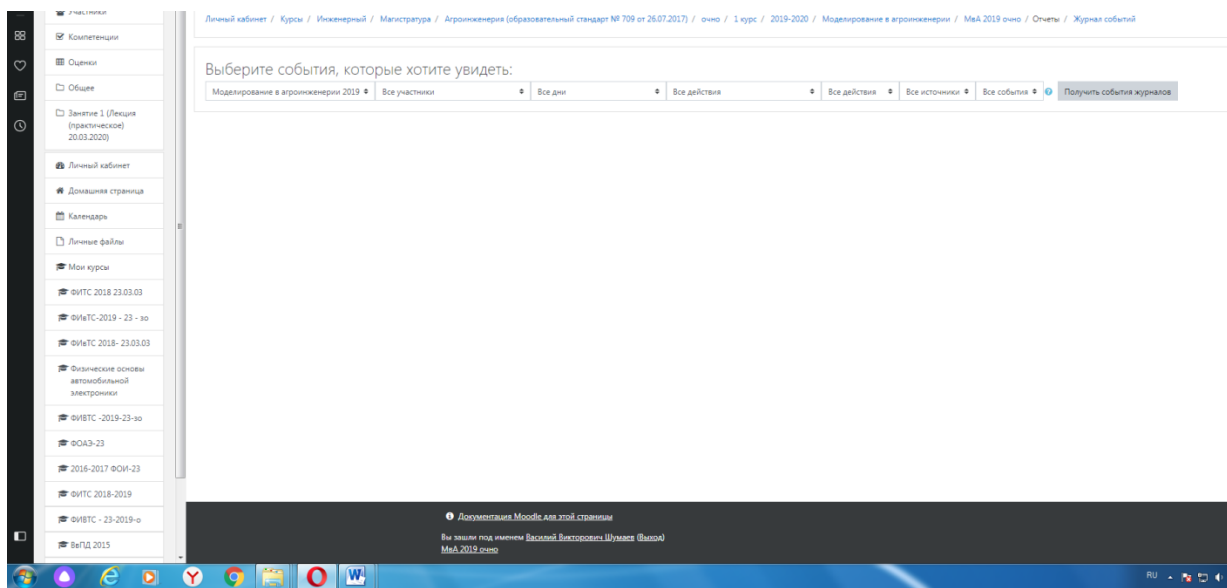 Участники
Компетенции
Оценки
Общее
Занятие 1 (Лекция
(практическое)
20.03.2020)
Личный кабинет
Домашняя страница
Календарь
Личные файлы
Мои курсы
ФИТС 2018 23.03.03
ФИвТС-2019 - 23 - зо
ФИвТС 2018- 23.03.03
Физические основы
автомобильной
электроники
ФИВТС -2019-23-зо
ФОАЭ-23
2016-2017 ФОИ-23
ФИТС 2018-2019
ФИВТС - 23-2019-о
ВвПД 2015
Личный кабинет / Курсы / Инженерный / Магистратура / Агроинженерия (образовательный стандарт № 709 от 26.07.2017) / очно / 1 курс / 2019-2020 / Моделирование в агроинженерии / МвА 2019 очно / Отчеты / Журнал событий
Выберите события, которые хотите увидеть:
Моделирование в агроинженерии 2019 Все участники Все дни Все действия Все действия Все источники Все события Получить события журналов
Документация Moodle для этой страницы
Вы зашли под именем Василий Викторович Шумаев (Выход)
МвА 2019 очно
RU